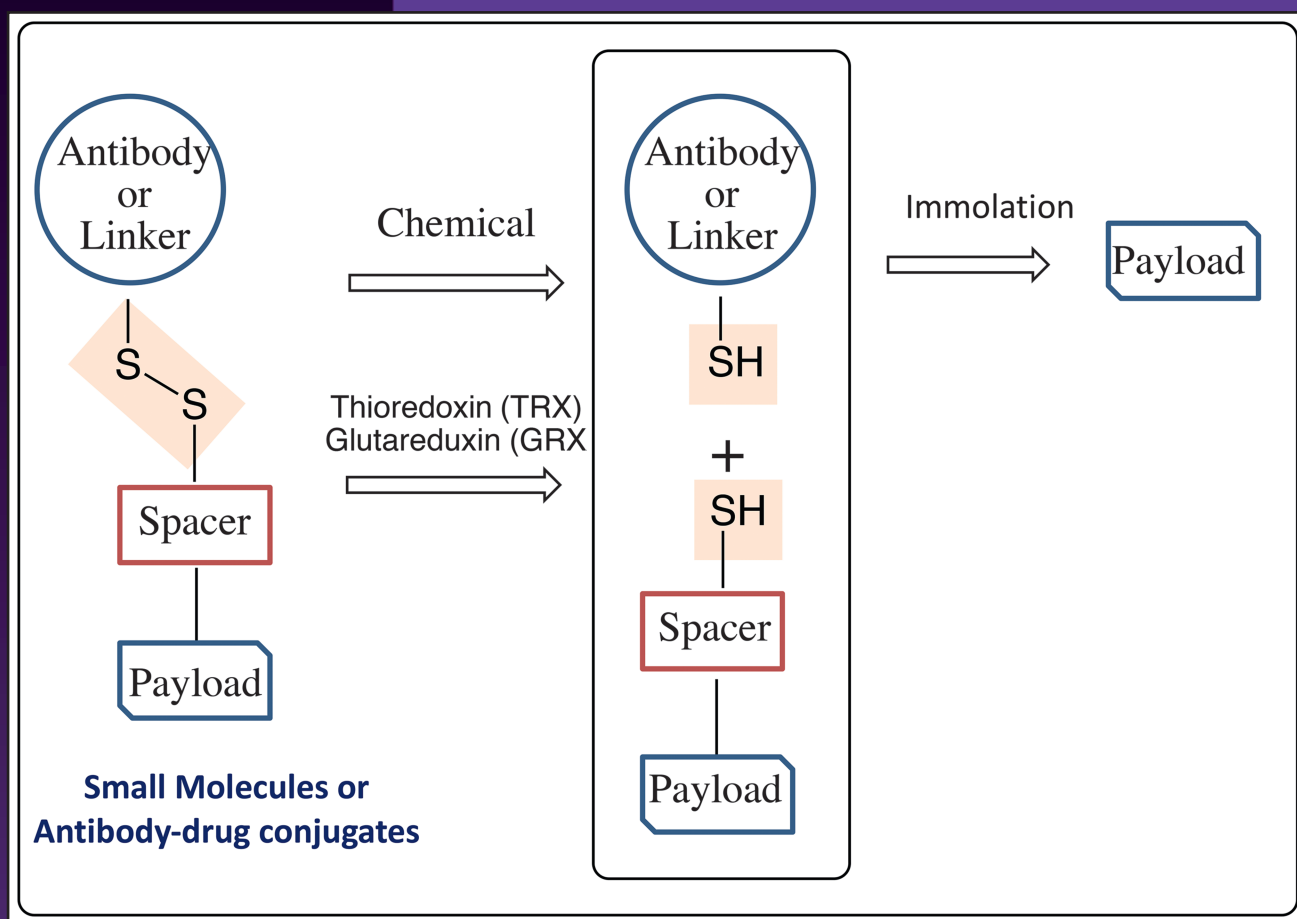 Antibody
or
Linker
S
S
Spacer
Payload
Small Molecules or
Antibody-drug conjugates
Chemical
Thioredoxin (TRX)
Glutareduxin (GRX
Antibody
or
Linker
SH
+
SH
Spacer
Payload
Immolation
Payload